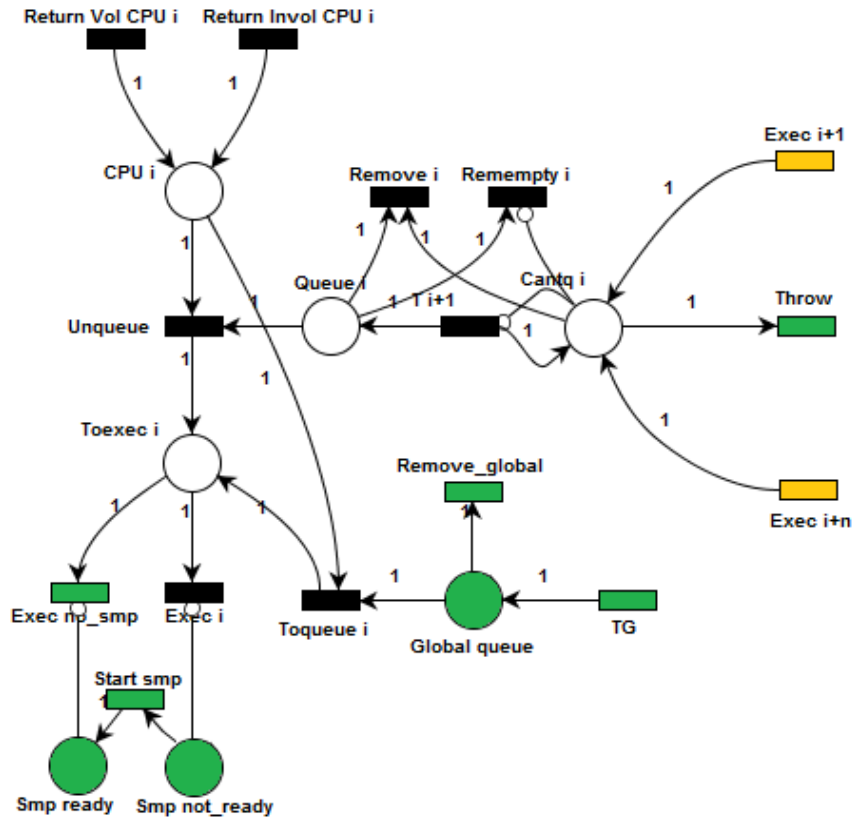 Return Vol CPU i
Return Invol CPU i
1
1
CPU i
Remove i
Remempty i
Exec i+1
1
1
1
1
1
Queue i
Cantq i
Unqueue
1
1
T i+1
1
1
Throw
1
1
Toexec i
1
Remove_global
Exec i+n
1
1
1
1
1
1
Exec no_smp
Exec i
Toqueue i
Global queue
TG
Start smp
1
Smp ready
Smp not_ready